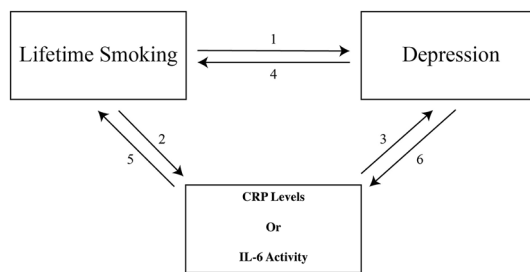 1
Lifetime Smoking
Depression
4
2
3
5
6
CRP Levels
Or
IL-6 Activity